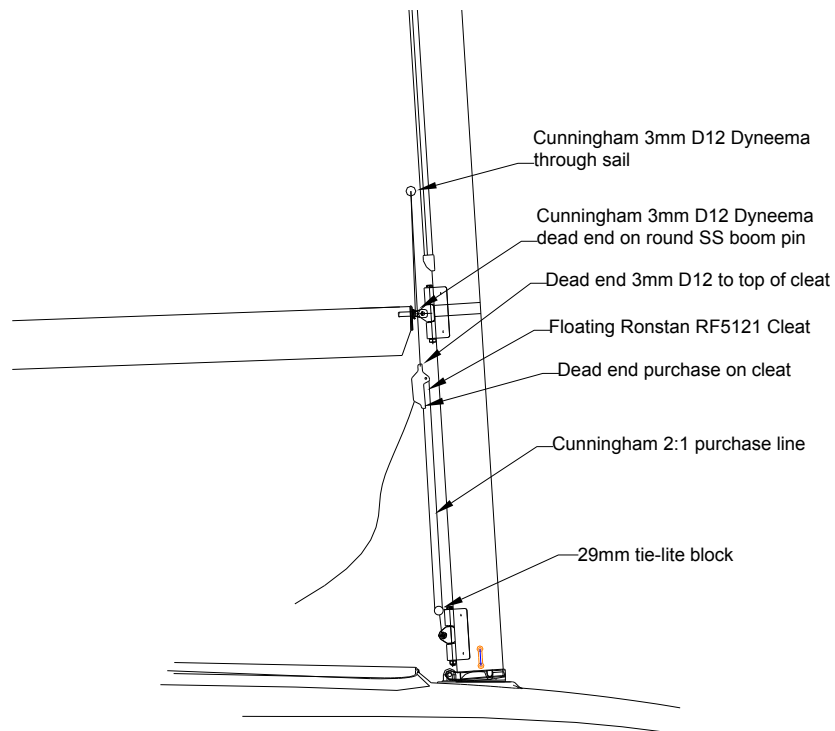 Cunningham 3mm D12 Dyneema
through sail
Cunningham 3mm D12 Dyneema
dead end on round SS boom pin
Dead end 3mm D12 to top of cleat
Floating Ronstan RF5121 Cleat
Dead end purchase on cleat
Cunningham 2:1 purchase line
29mm tie-lite block